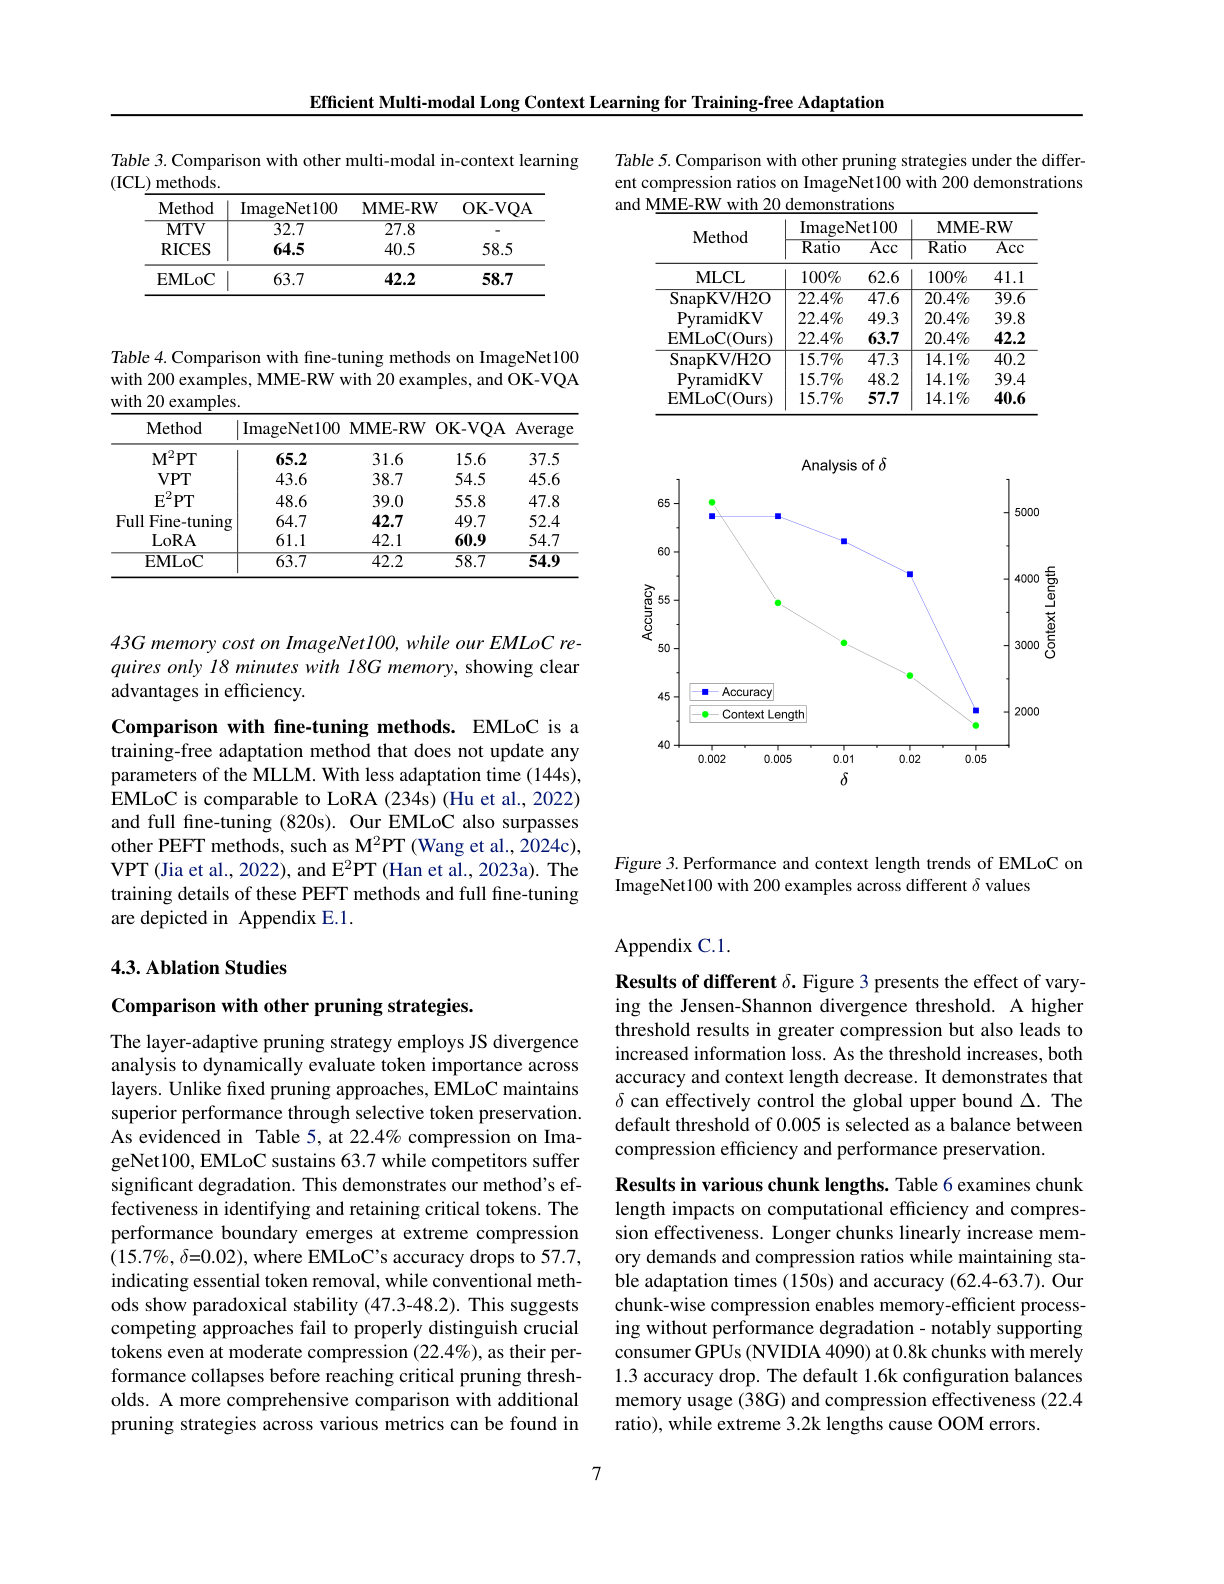 Efficient Multi-modal Long Context Learning for Training-free Adaptation
Table 3. Comparison with other multi-modal in-context learning
(ICL) methods.
Method ImageNet100 MME-RW OK-VQA
MTV 32.7 27.8 -
RICES 64.5 40.5 58.5
EMLoC 63.7 42.2 58.7
Table 4. Comparison with fine-tuning methods on ImageNet100
with 200 examples, MME-RW with 20 examples, and OK-VQA
with 20 examples.
Method ImageNet100 MME-RW OK-VQA Average
M²PT 65.2 31.6 15.6 37.5
VPT 43.6 38.7 54.5 45.6
E²PT 48.6 39.0 55.8 47.8
Full Fine-tuning 64.7 42.7 49.7 52.4
LoRA 61.1 42.1 60.9 54.7
EMLoC 63.7 42.2 58.7 54.9
43G memory cost on ImageNet100, while our EMLoC re-
quires only 18 minutes with 18G memory, showing clear
advantages in efficiency.
Comparison with fine-tuning methods. EMLoC is a
training-free adaptation method that does not update any
parameters of the MLLM. With less adaptation time (144s),
EMLoC is comparable to LoRA (234s) (Hu et al., 2022)
and full fine-tuning (820s). Our EMLoC also surpasses
other PEFT methods, such as M²PT (Wang et al., 2024c),
VPT (Jia et al., 2022), and E²PT (Han et al., 2023a). The
training details of these PEFT methods and full fine-tuning
are depicted in Appendix E.1.
4.3. Ablation Studies
Comparison with other pruning strategies.
The layer-adaptive pruning strategy employs JS divergence
analysis to dynamically evaluate token importance across
layers. Unlike fixed pruning approaches, EMLoC maintains
superior performance through selective token preservation.
As evidenced in Table 5, at 22.4% compression on Ima-
geNet100, EMLoC sustains 63.7 while competitors suffer
significant degradation. This demonstrates our method's ef-
fectiveness in identifying and retaining critical tokens. The
performance boundary emerges at extreme compression
(15.7%, δ=0.02), where EMLoC's accuracy drops to 57.7,
indicating essential token removal, while conventional meth-
ods show paradoxical stability (47.3-48.2). This suggests
competing approaches fail to properly distinguish crucial
tokens even at moderate compression (22.4%), as their per-
formance collapses before reaching critical pruning thresh-
olds. A more comprehensive comparison with additional
pruning strategies across various metrics can be found in
Table 5. Comparison with other pruning strategies under the differ-
ent compression ratios on ImageNet100 with 200 demonstrations
and MME-RW with 20 demonstrations
Method ImageNet100 MME-RW
Ratio Acc Ratio Acc
MLCL 100% 62.6 100% 41.1
SnapKV/H2O 22.4% 47.6 20.4% 39.6
PyramidKV 22.4% 49.3 20.4% 39.8
EMLoC(Ours) 22.4% 63.7 20.4% 42.2
SnapKV/H2O 15.7% 47.3 14.1% 40.2
PyramidKV 15.7% 48.2 14.1% 39.4
EMLoC(Ours) 15.7% 57.7 14.1% 40.6
Analysis of δ
65
60
55
50
45
40
Accuracy
5000
4000
3000
2000
Context Length
Accuracy
Context Length
0.002 0.005 0.01 0.02 0.05
δ
Figure 3. Performance and context length trends of EMLoC on
ImageNet100 with 200 examples across different δ values
Appendix C.1.
Results of different δ. Figure 3 presents the effect of vary-
ing the Jensen-Shannon divergence threshold. A higher
threshold results in greater compression but also leads to
increased information loss. As the threshold increases, both
accuracy and context length decrease. It demonstrates that
δ can effectively control the global upper bound Δ. The
default threshold of 0.005 is selected as a balance between
compression efficiency and performance preservation.
Results in various chunk lengths. Table 6 examines chunk
length impacts on computational efficiency and compres-
sion effectiveness. Longer chunks linearly increase mem-
ory demands and compression ratios while maintaining sta-
ble adaptation times (150s) and accuracy (62.4-63.7). Our
chunk-wise compression enables memory-efficient process-
ing without performance degradation - notably supporting
consumer GPUs (NVIDIA 4090) at 0.8k chunks with merely
1.3 accuracy drop. The default 1.6k configuration balances
memory usage (38G) and compression effectiveness (22.4
ratio), while extreme 3.2k lengths cause OOM errors.
7